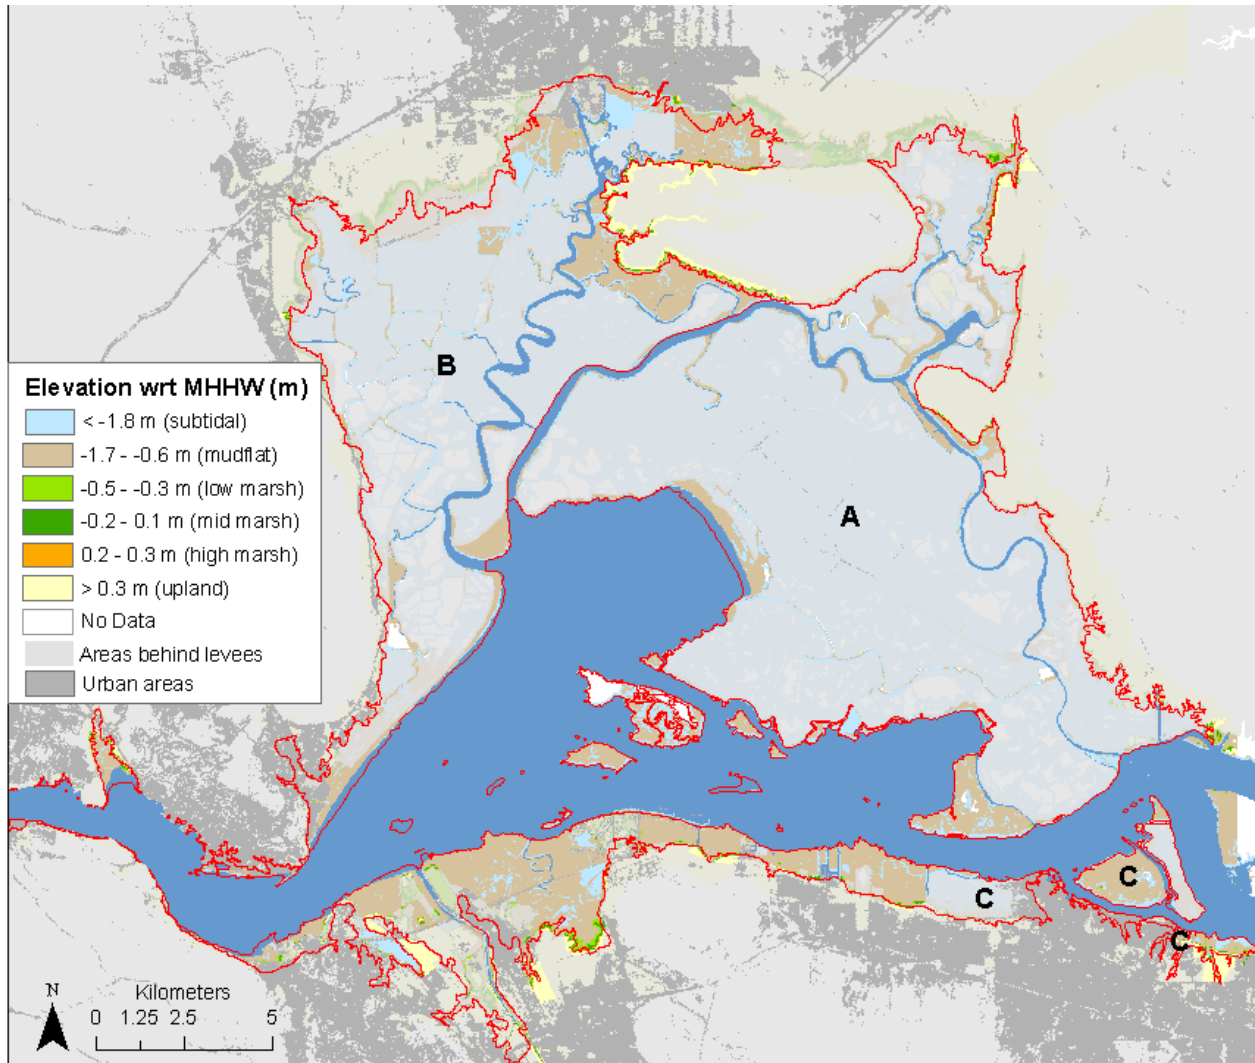 B
A
Elevation wrt MHHW (m)
< -1.8 m (subtidal)
-1.7 - -0.6 m (mudflat)
-0.5 - -0.3 m (low marsh)
-0.2 - 0.1 m (mid marsh)
0.2 - 0.3 m (high marsh)
> 0.3 m (upland)
No Data
Areas behind levees
Urban areas
C
C
C
N
Kilometers
0 1.25 2.5 5